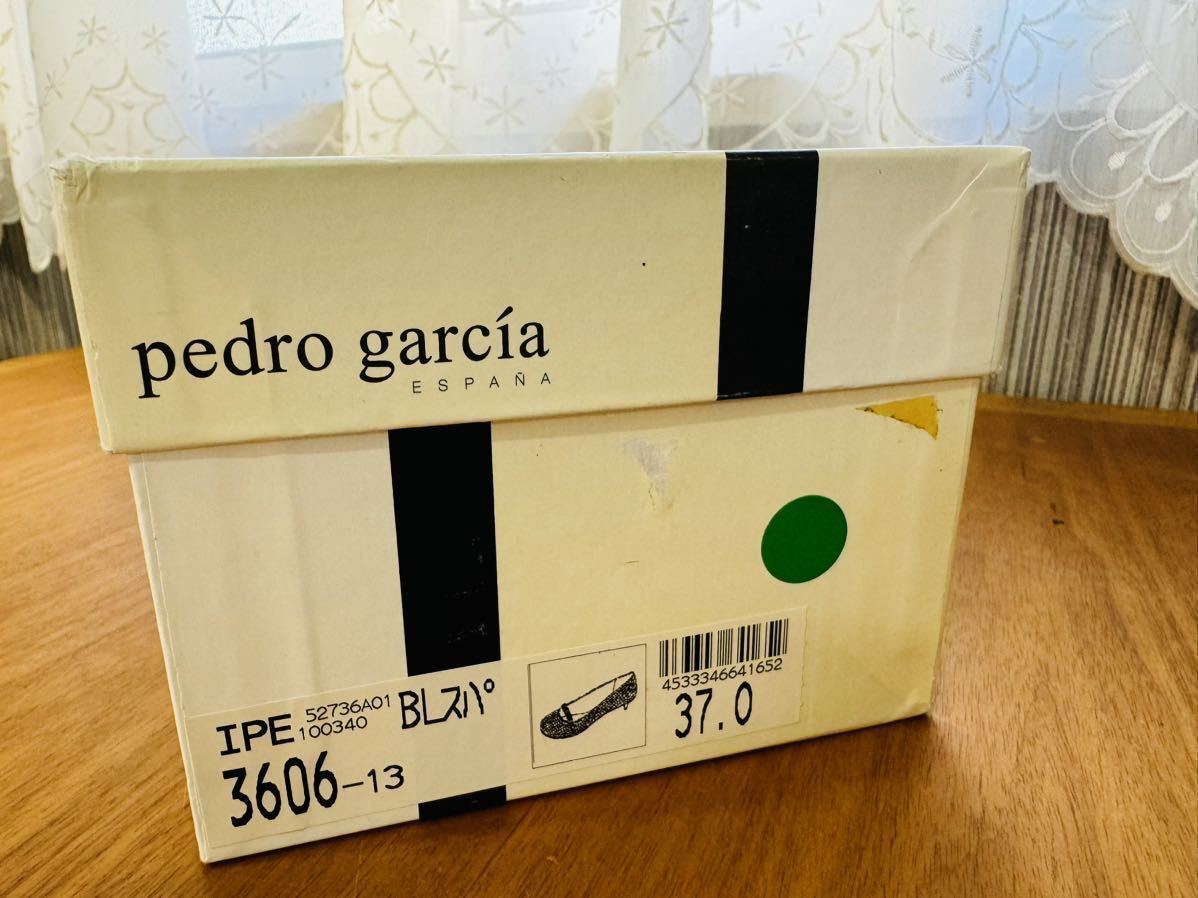 pedro garcía
ESPAÑA
IPE 52736A01 BLスパ
100340
3606-13
4533346641652
37.0